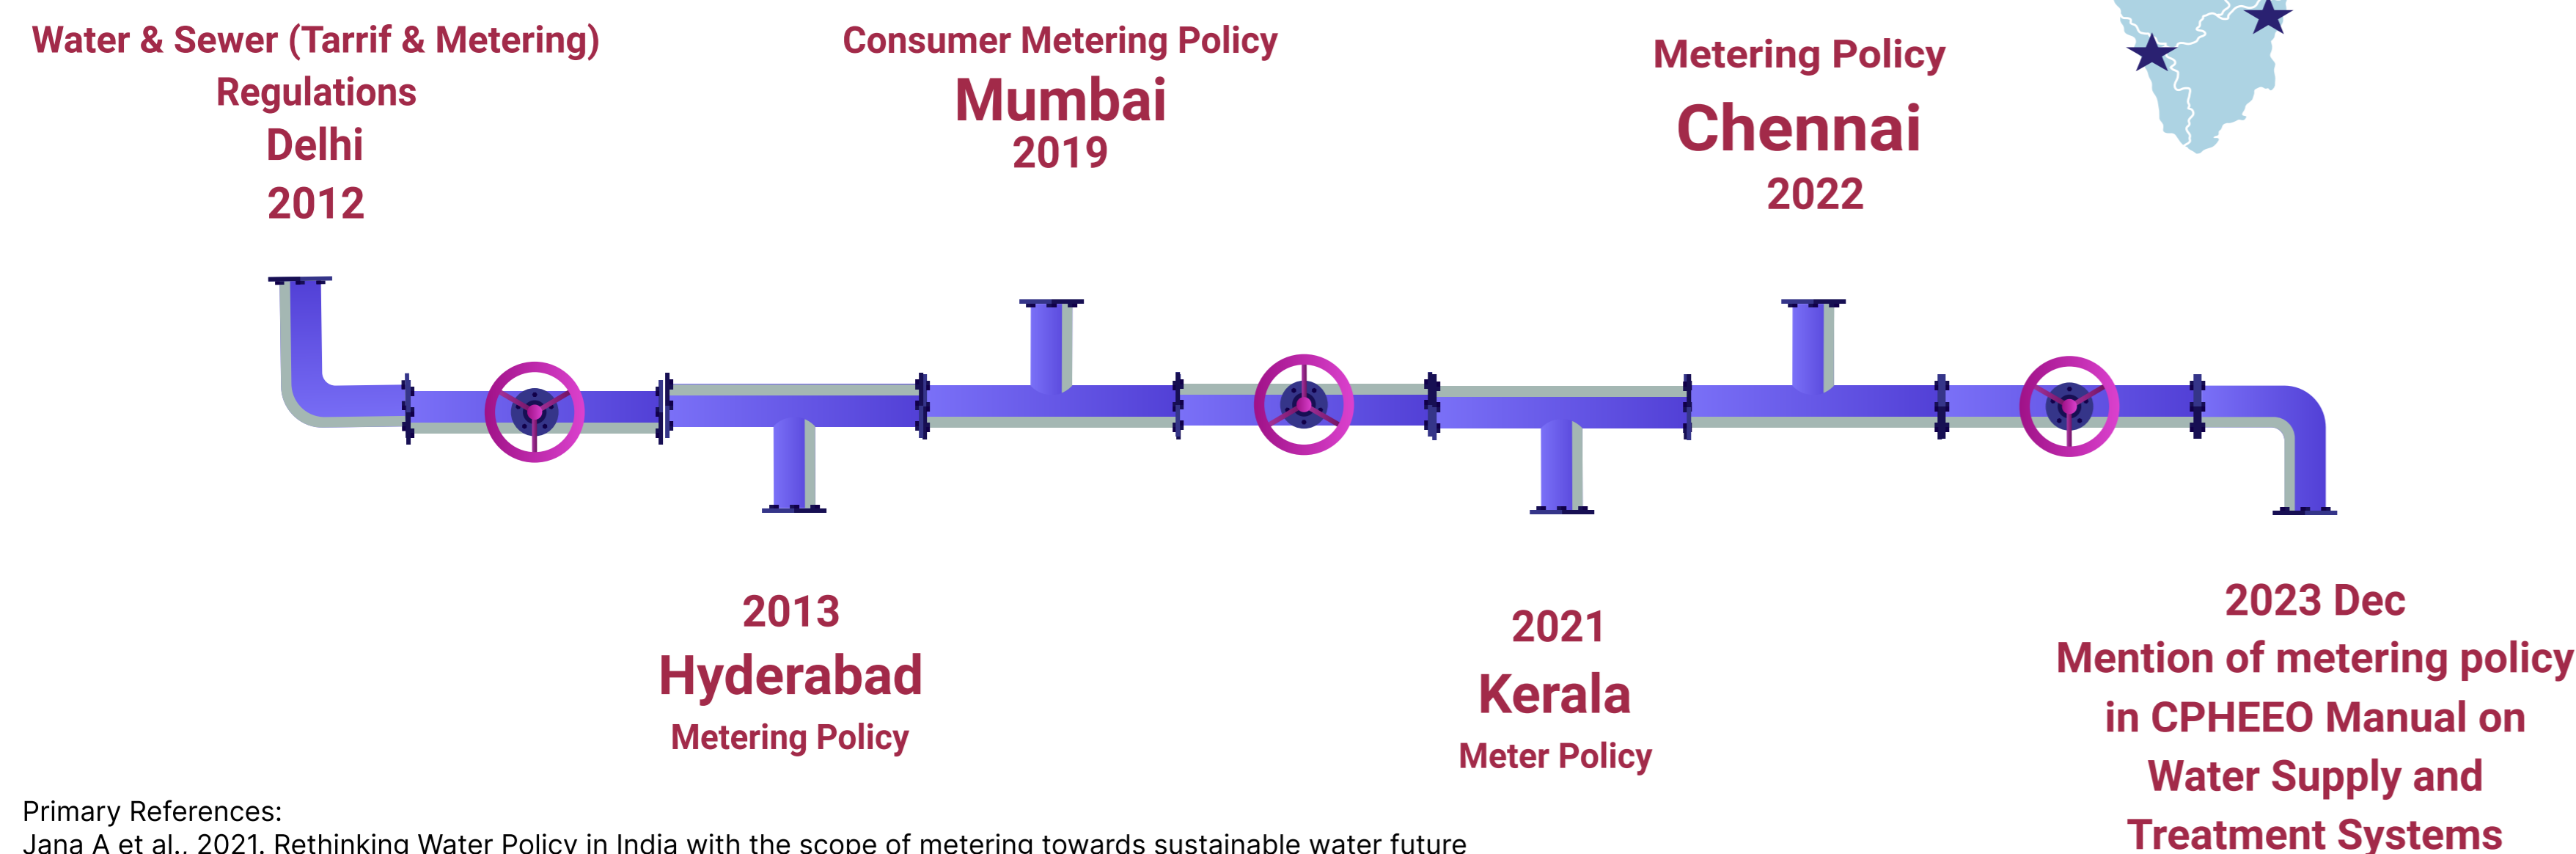 Water & Sewer (Tarrif & Metering)
Regulations
Delhi
2012
Consumer Metering Policy
Mumbai
2019
Metering Policy
Chennai
2022
2013
Hyderabad
Metering Policy
2021
Kerala
Meter Policy
2023 Dec
Mention of metering policy
in CPHEEO Manual on
Water Supply and
Treatment Systems
Primary References:
Jana A et al., 2021. Rethinking Water Policy in India with the scope of metering towards sustainable water future